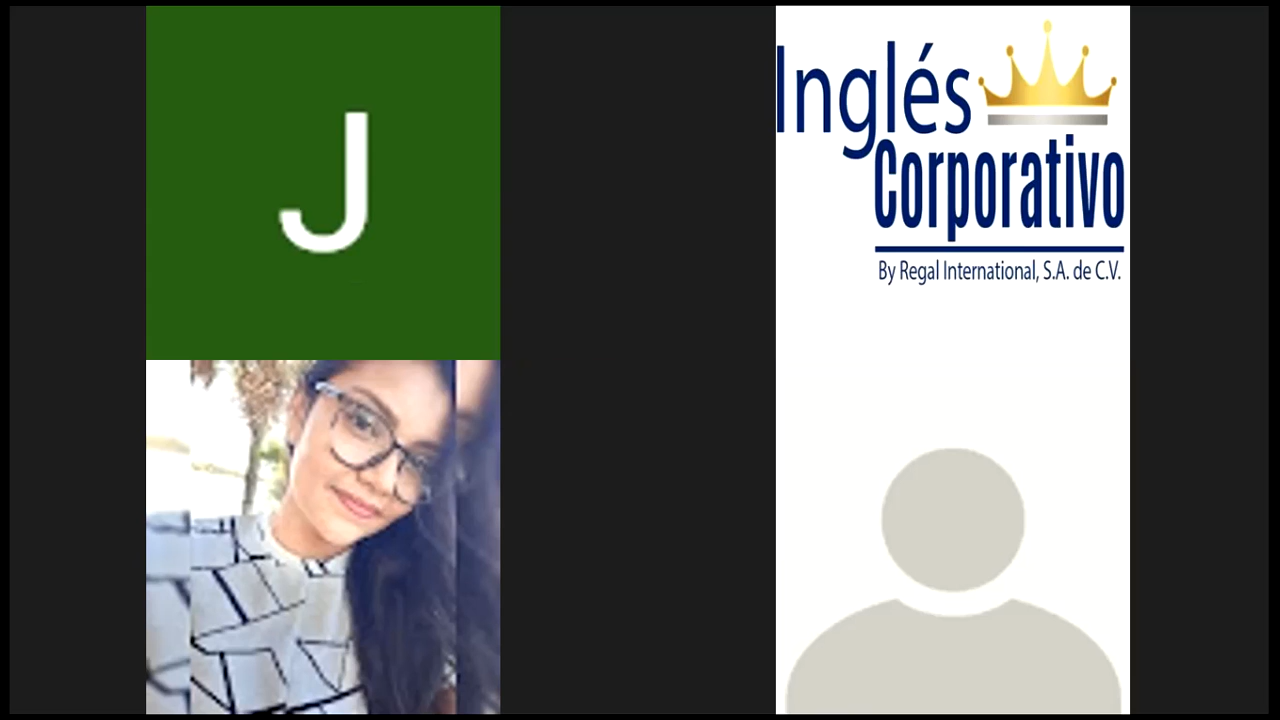 J
Inglés
Corporativo
By Regal International, S.A. de C.V.